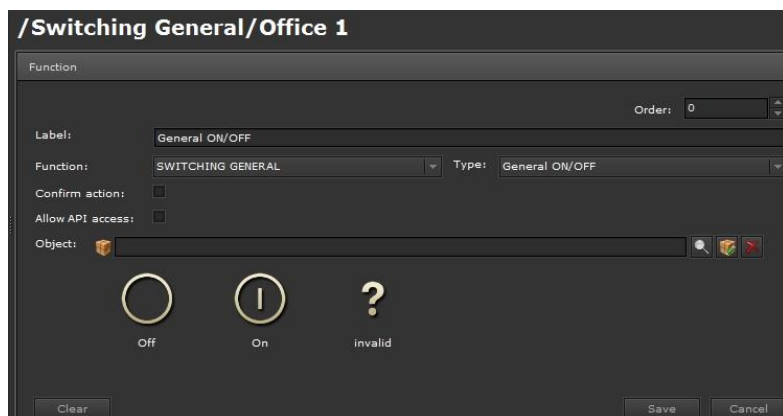 /Switching General/Office 1
Function
Order: 0
Label: General ON/OFF
Function: SWITCHING GENERAL Type: General ON/OFF
Confirm action:
Allow API access:
Object:
?
Off On invalid
Clear Save Cancel